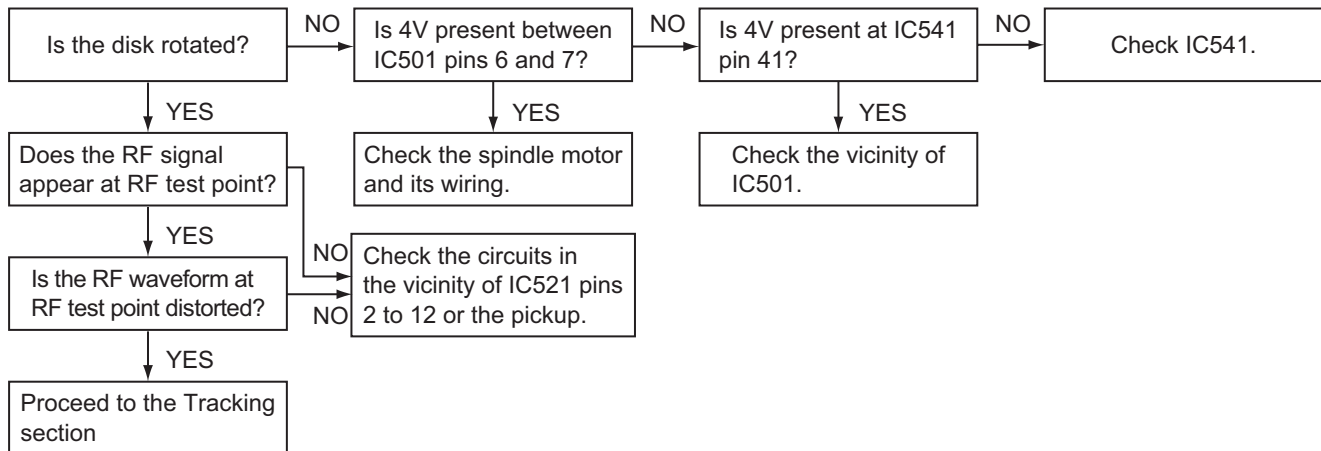 Is the disk rotated?
NO
Is 4V present between
IC501 pins 6 and 7?
NO
Is 4V present at IC541
pin 41?
NO
Check IC541.
YES
YES
YES
Does the RF signal
appear at RF test point?
Check the spindle motor
and its wiring.
Check the vicinity of
IC501.
YES
NO
Is the RF waveform at
RF test point distorted?
NO
Check the circuits in
the vicinity of IC521 pins
2 to 12 or the pickup.
YES
Proceed to the Tracking
section